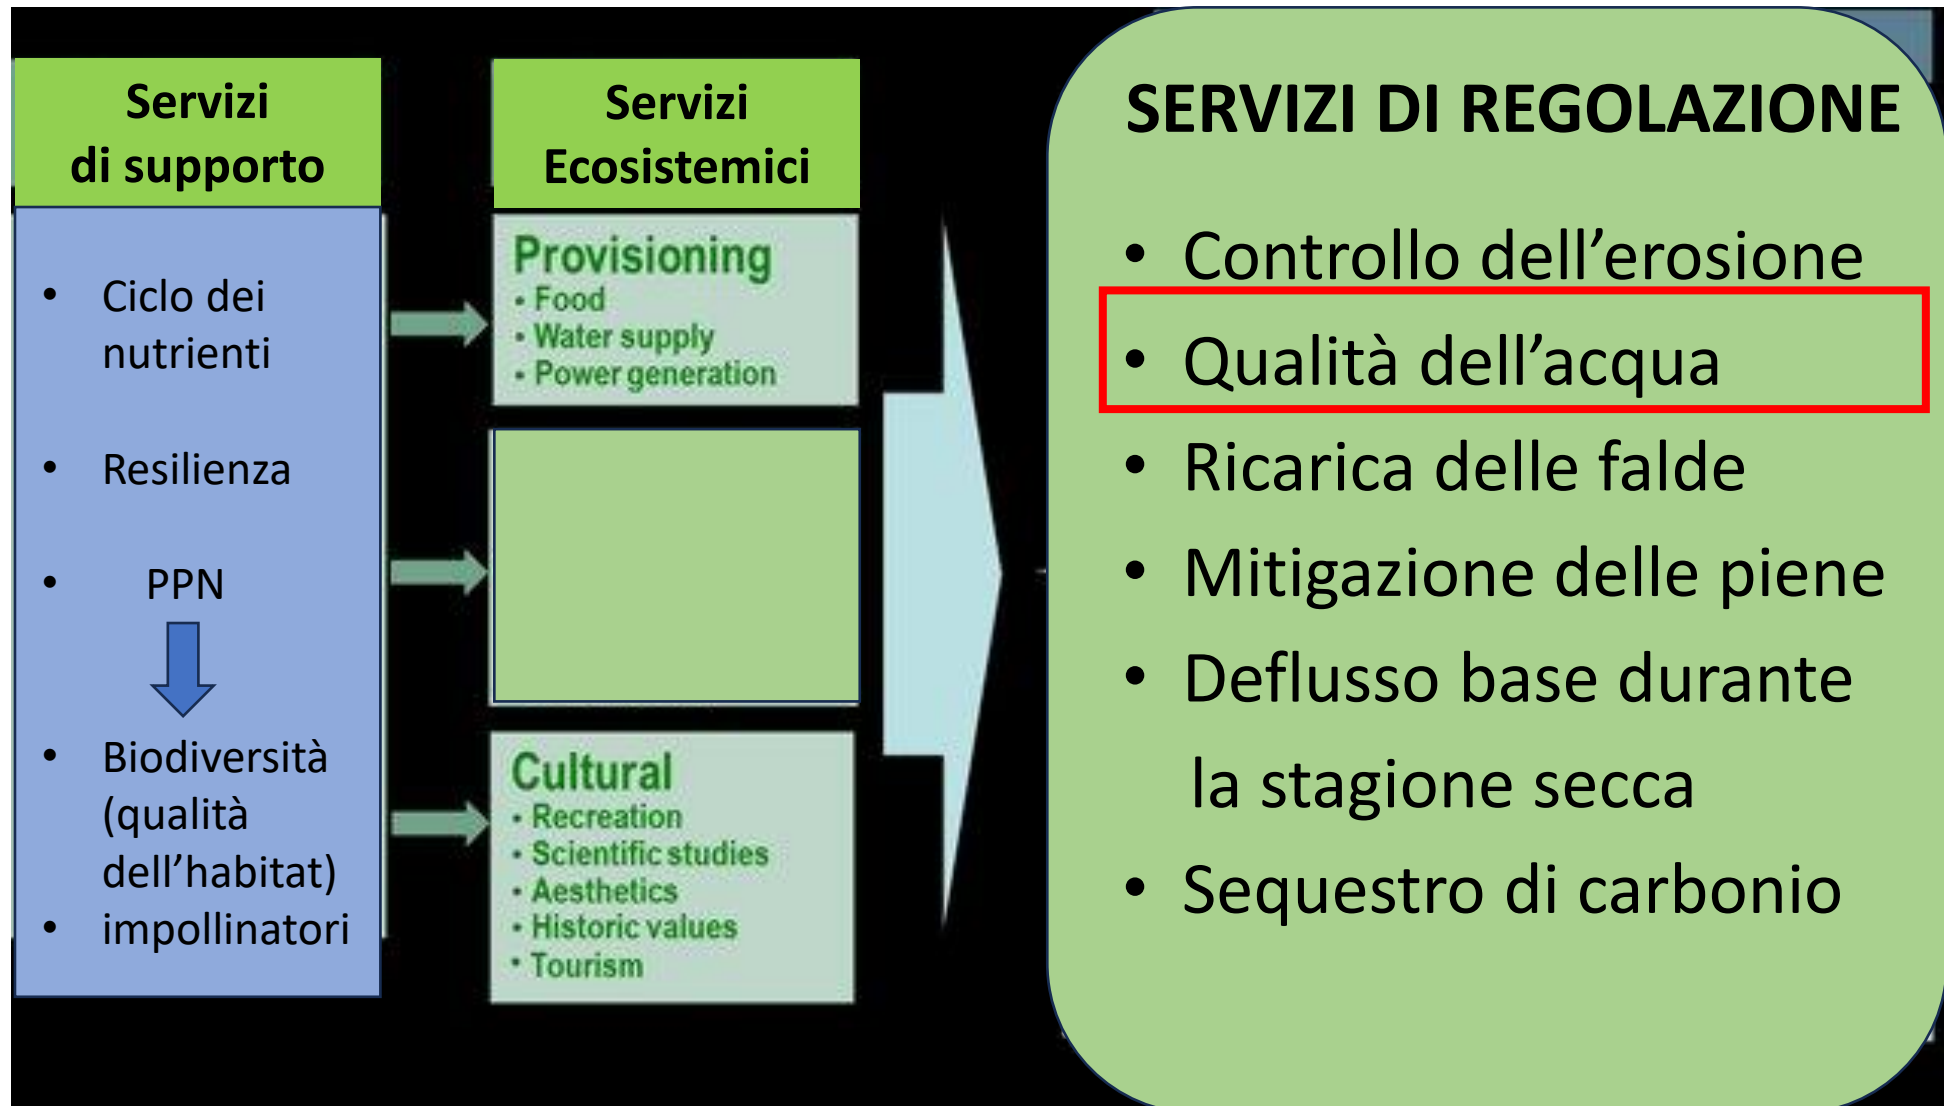 Servizi
di supporto
• Ciclo dei
nutrienti
• Resilienza
• PPN
• Biodiversità
(qualità
dell’habitat)
• impollinatori
Servizi
Ecosistemici
Provisioning
• Food
• Water supply
• Power generation
Cultural
• Recreation
• Scientific studies
• Aesthetics
• Historic values
• Tourism
SERVIZI DI REGOLAZIONE
• Controllo dell’erosione
• Qualità dell’acqua
• Ricarica delle falde
• Mitigazione delle piene
• Deflusso base durante
la stagione secca
• Sequestro di carbonio